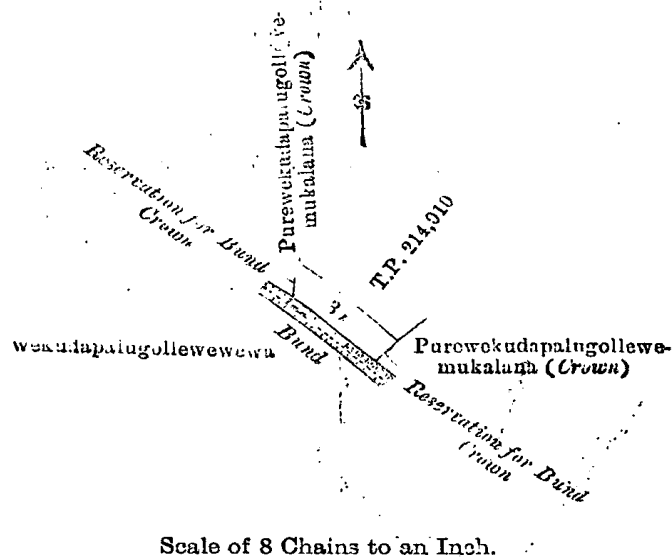 Purewekudapalugollewe-
mukalana (Crown)
Reservation for Bund
Crown
T.P. 214,910
Bund
wekudapalugollewewewa
Purewekudapalugollewe-
mukalana (Crown)
Reservation for Bund
Crown
Scale of 8 Chains to an Inch.